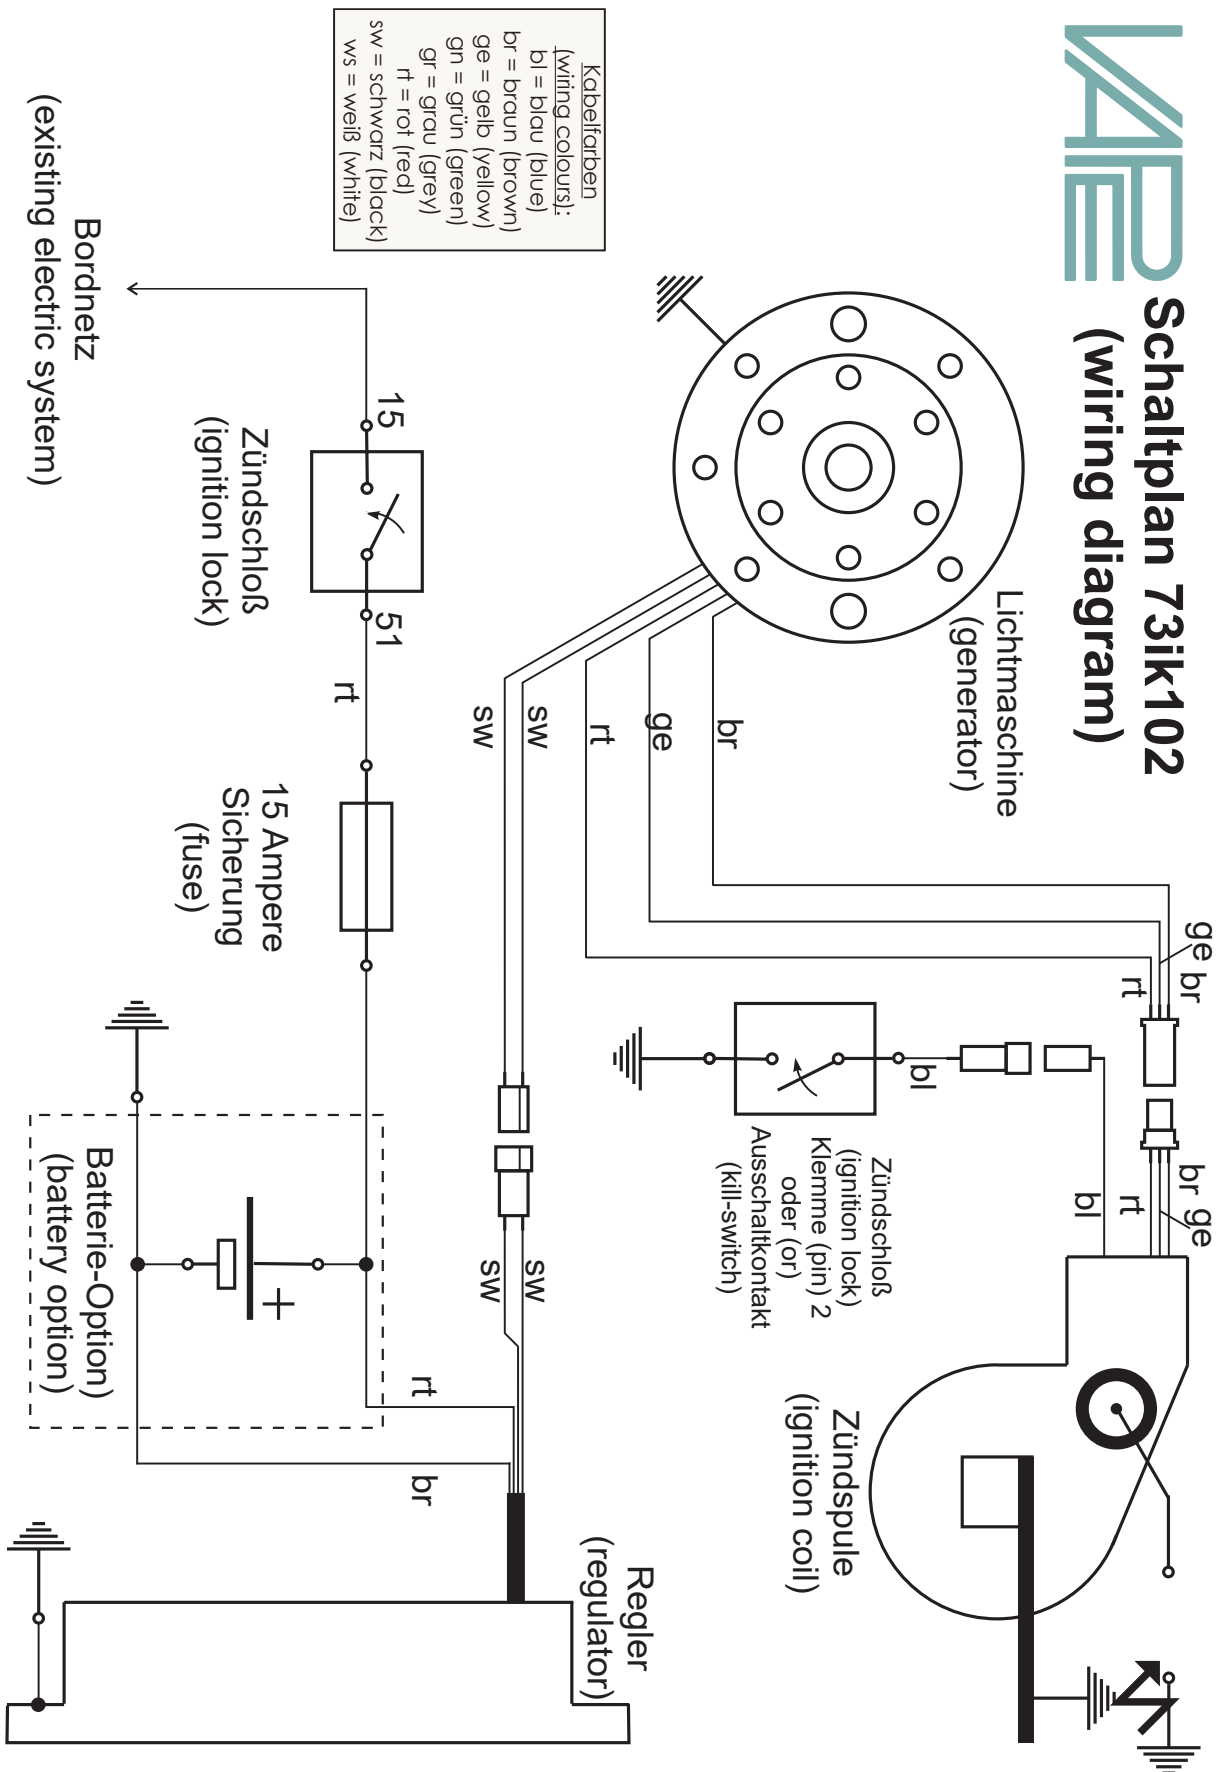 VAPE
Schaltplan 73ik102
(wiring diagram)
Kabelfarben
(wiring colours):
bl = blau (blue)
br = braun (brown)
ge = gelb (yellow)
gn = grün (green)
gr = grau (grey)
rt = rot (red)
sw = schwarz (black)
ws = weiß (white)
Lichtmaschine
(generator)
br
ge
rt
sw
sw
ge
br
rt
br
ge
rt
bl
bl
Zündschloß
(ignition lock)
Klemme (pin) 2
oder (or)
Ausschaltkontakt
(kill-switch)
Zündspule
(ignition coil)
sw
sw
Bordnetz
(existing electric system)
15
51
Zündschloß
(ignition lock)
rt
15 Ampere
Sicherung
(fuse)
+
Batterie-Option)
(battery option)
rt
br
Regler
(regulator)